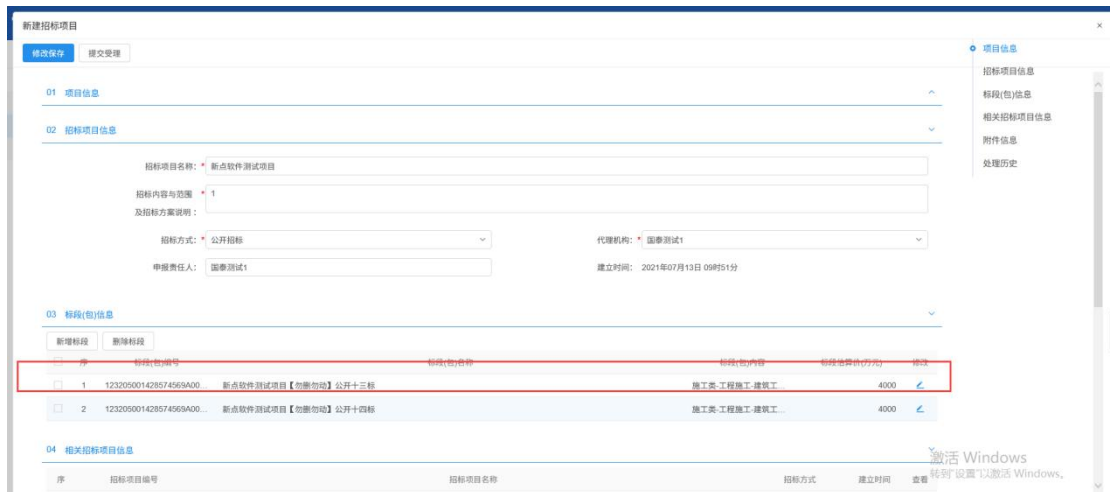 新建招标项目
×
修改保存 提交受理
项目信息
招标项目信息
标段(包)信息
相关招标项目信息
附件信息
处理历史
01 项目信息
02 招标项目信息
招标项目名称: * 新点软件测试项目
招标内容与范围 * 1
及招标方案说明：
招标方式: * 公开招标 代理机构: * 国泰测试1
申报责任人: 国泰测试1 建立时间: 2021年07月13日 09时51分
03 标段(包)信息
新增标段 删除标段
序 标段(包)编号 标段(包)名称 标段(包)内容 标段估算价(万元) 修改
1 123205001428574569A00... 新点软件测试项目【勿删勿动】公开十三标 施工类-工程施工-建筑工... 4000
2 123205001428574569A00... 新点软件测试项目【勿删勿动】公开十四标 施工类-工程施工-建筑工... 4000
04 相关招标项目信息
序 招标项目编号 招标项目名称 招标方式 建立时间 查看
激活 Windows
转到"设置"以激活 Windows。